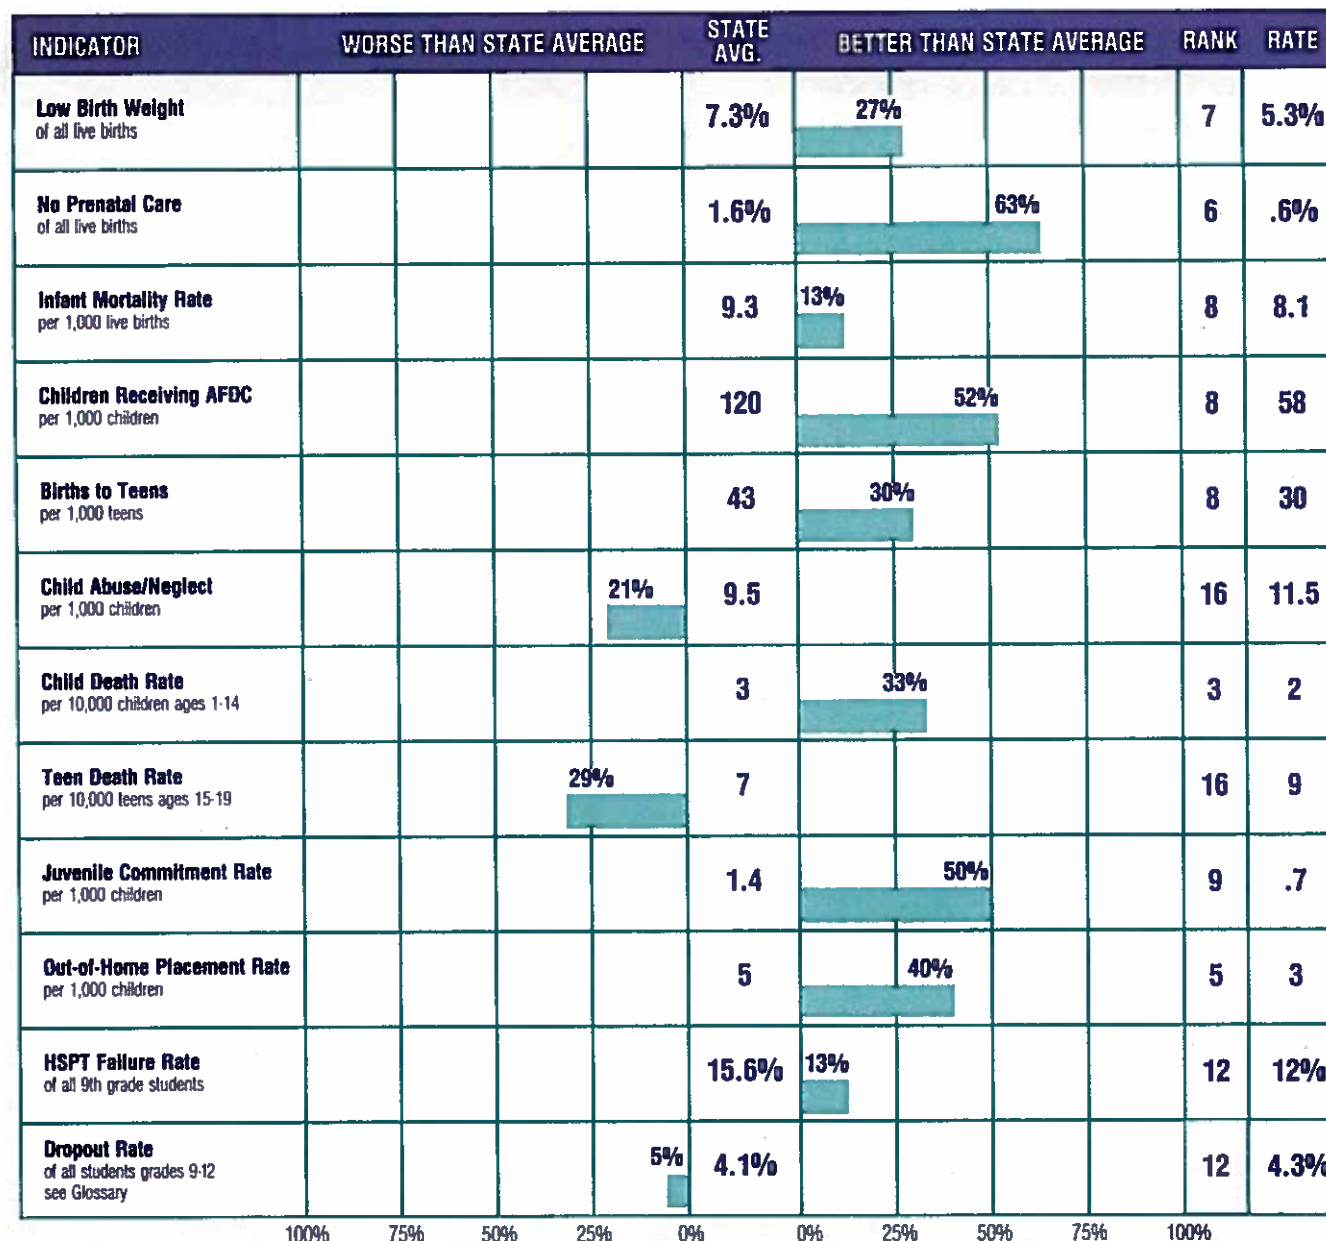 INDICATOR WORSE THAN STATE AVERAGE STATE AVG. BETTER THAN STATE AVERAGE RANK RATE
Low Birth Weight
of all live births
7.3% 27% 7 5.3%
No Prenatal Care
of all live births
1.6% 63% 6 .6%
Infant Mortality Rate
per 1,000 live births
9.3 13% 8 8.1
Children Receiving AFDC
per 1,000 children
120 52% 8 58
Births to Teens
per 1,000 teens
43 30% 8 30
Child Abuse/Neglect
per 1,000 children
21% 9.5 16 11.5
Child Death Rate
per 10,000 children ages 1-14
3 33% 3 2
Teen Death Rate
per 10,000 teens ages 15-19
29% 7 16 9
Juvenile Commitment Rate
per 1,000 children
1.4 50% 9 .7
Out-of-Home Placement Rate
per 1,000 children
5 40% 5 3
HSPT Failure Rate
of all 9th grade students
15.6% 13% 12 12%
Dropout Rate
of all students grades 9-12
see Glossary
5% 4.1% 12 4.3%
100% 75% 50% 25% 0% 0% 25% 50% 75% 100%